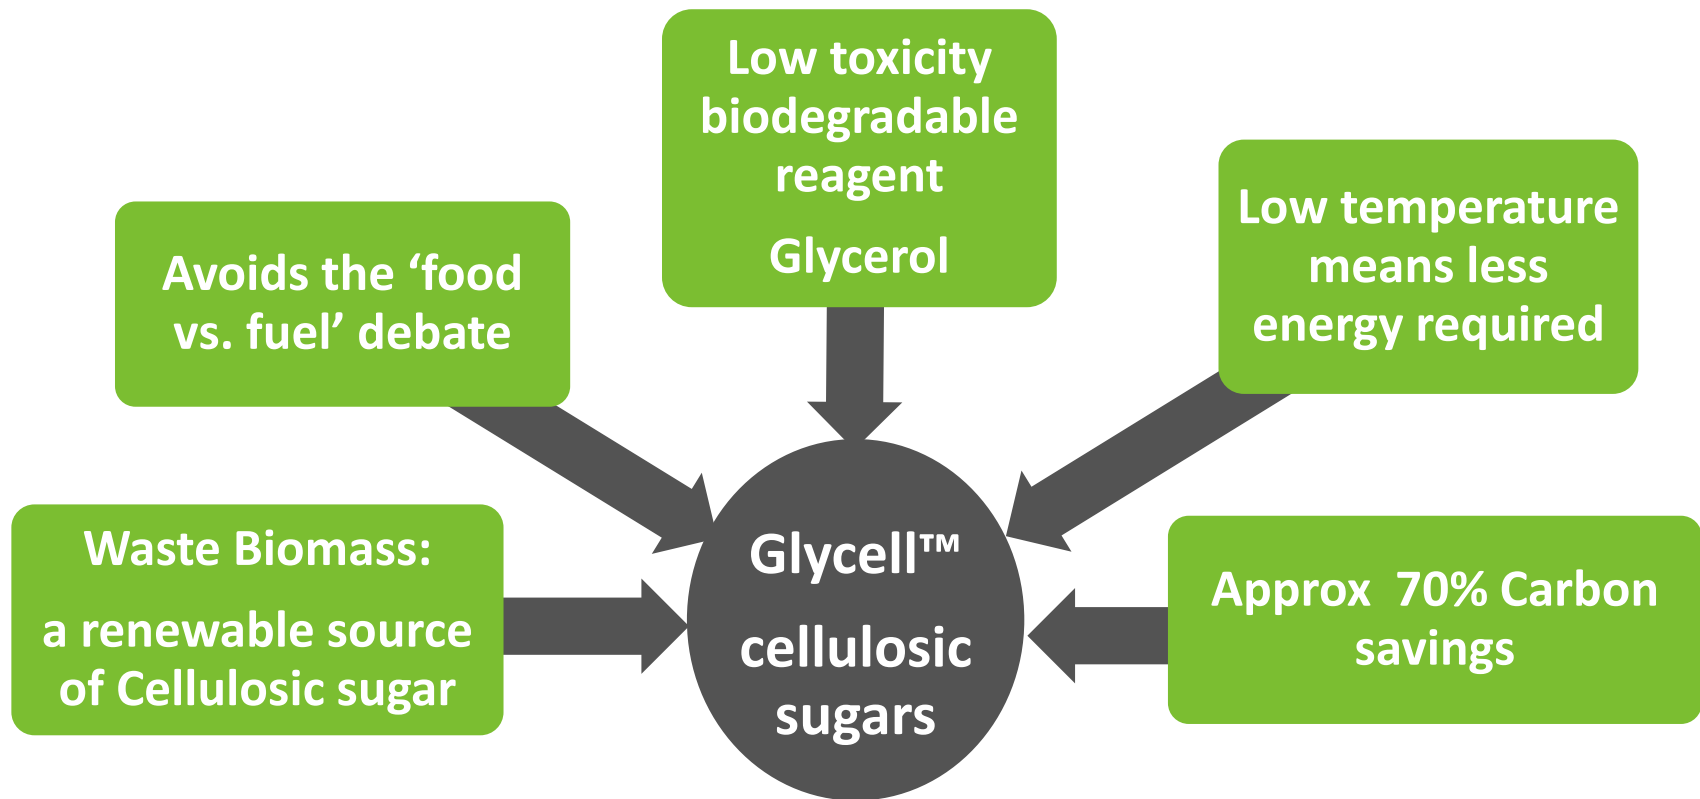 Low toxicity
biodegradable
reagent
Glycerol
Low temperature
means less
energy required
Avoids the ‘food
vs. fuel’ debate
Waste Biomass:
a renewable source
of Cellulosic sugar
Glycell™
cellulosic
sugars
Approx  70% Carbon
savings